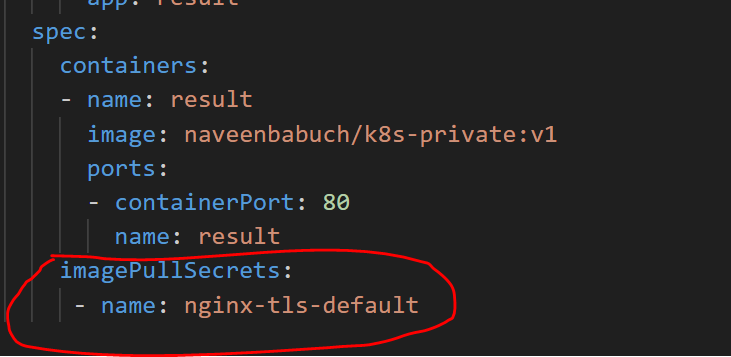 app: result
spec:
containers:
- name: result
image: naveenbabuch/k8s-private:v1
ports:
- containerPort: 80
name: result
imagePullSecrets:
- name: nginx-tls-default